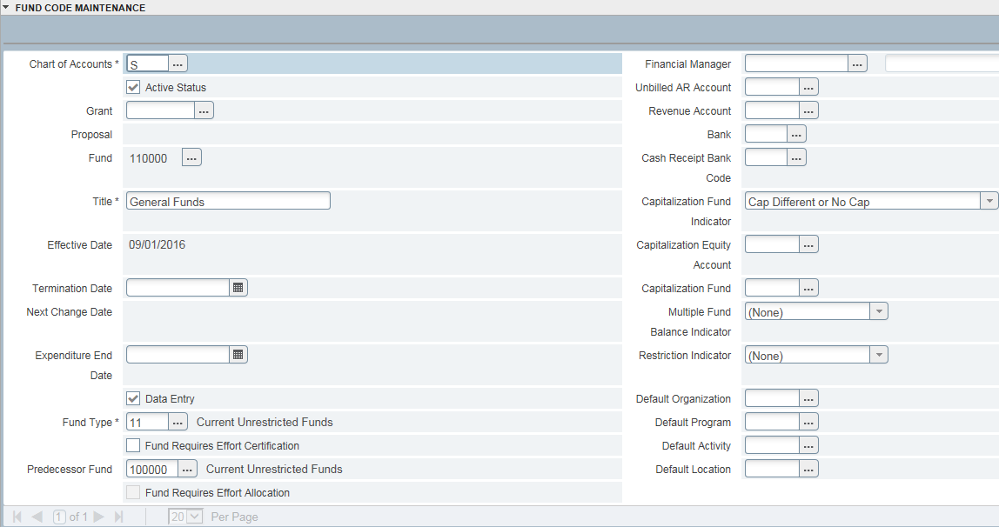 FUND CODE MAINTENANCE
Chart of Accounts * S ...
Active Status
Grant ...
Proposal
Fund 110000 ...
Title * General Funds
Effective Date 09/01/2016
Termination Date
Next Change Date
Expenditure End
Date
Data Entry
Fund Type * 11 ... Current Unrestricted Funds
Fund Requires Effort Certification
Predecessor Fund 100000 ... Current Unrestricted Funds
Fund Requires Effort Allocation
Financial Manager ...
Unbilled AR Account ...
Revenue Account ...
Bank ...
Cash Receipt Bank ...
Code
Capitalization Fund Cap Different or No Cap
Indicator
Capitalization Equity ...
Account
Capitalization Fund ...
Multiple Fund (None)
Balance Indicator
Restriction Indicator (None)
Default Organization ...
Default Program ...
Default Activity ...
Default Location ...
1 of 1 20 Per Page